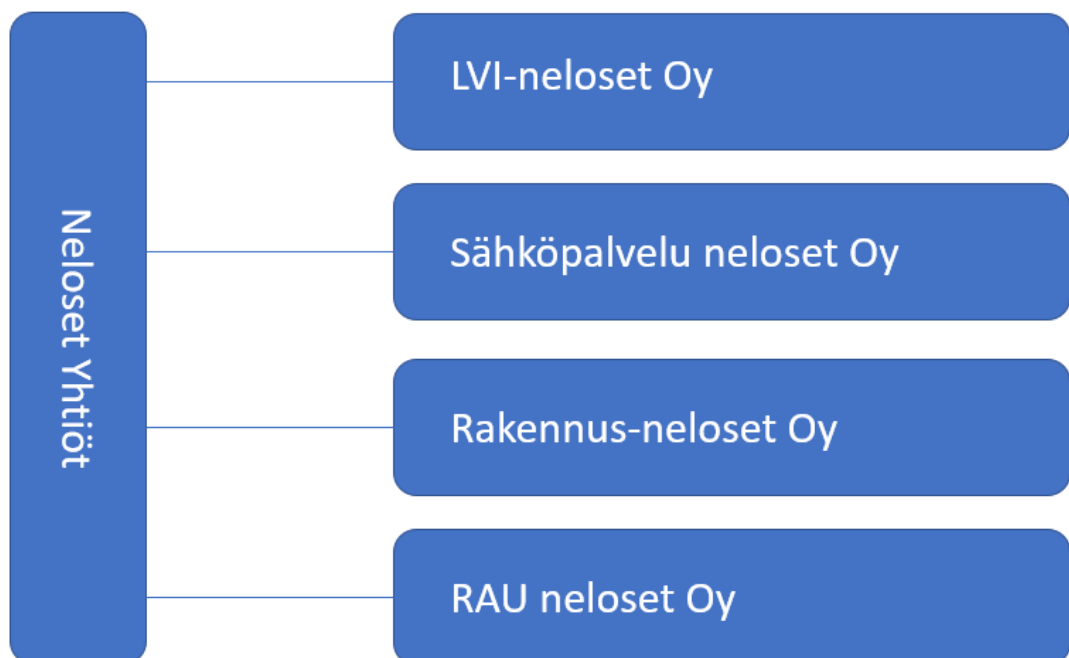 Neloset Yhtiöt
LVI-neloset Oy
Sähköpalvelu neloset Oy
Rakennus-neloset Oy
RAU neloset Oy